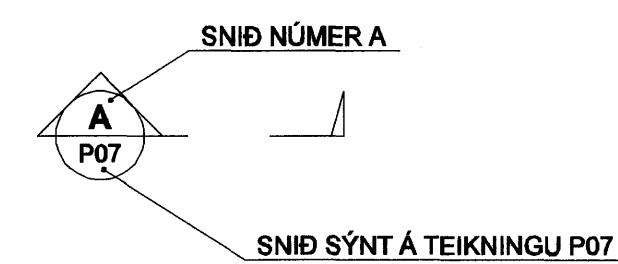 SNIÐ NÚMER A
A
P07
SNIÐ SÝNT Á TEIKNINGU P07